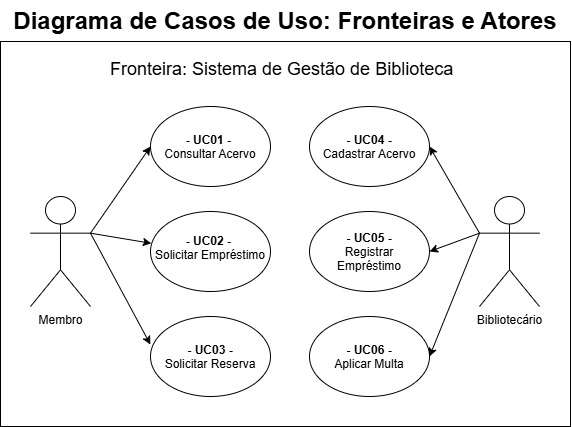 Diagrama de Casos de Uso: Fronteiras e Atores
Fronteira: Sistema de Gestão de Biblioteca
- UC01 -
Consultar Acervo
- UC04 -
Cadastrar Acervo
- UC02 -
Solicitar Empréstimo
- UC05 -
Registrar
Empréstimo
Membro
Bibliotecário
- UC03 -
Solicitar Reserva
- UC06 -
Aplicar Multa